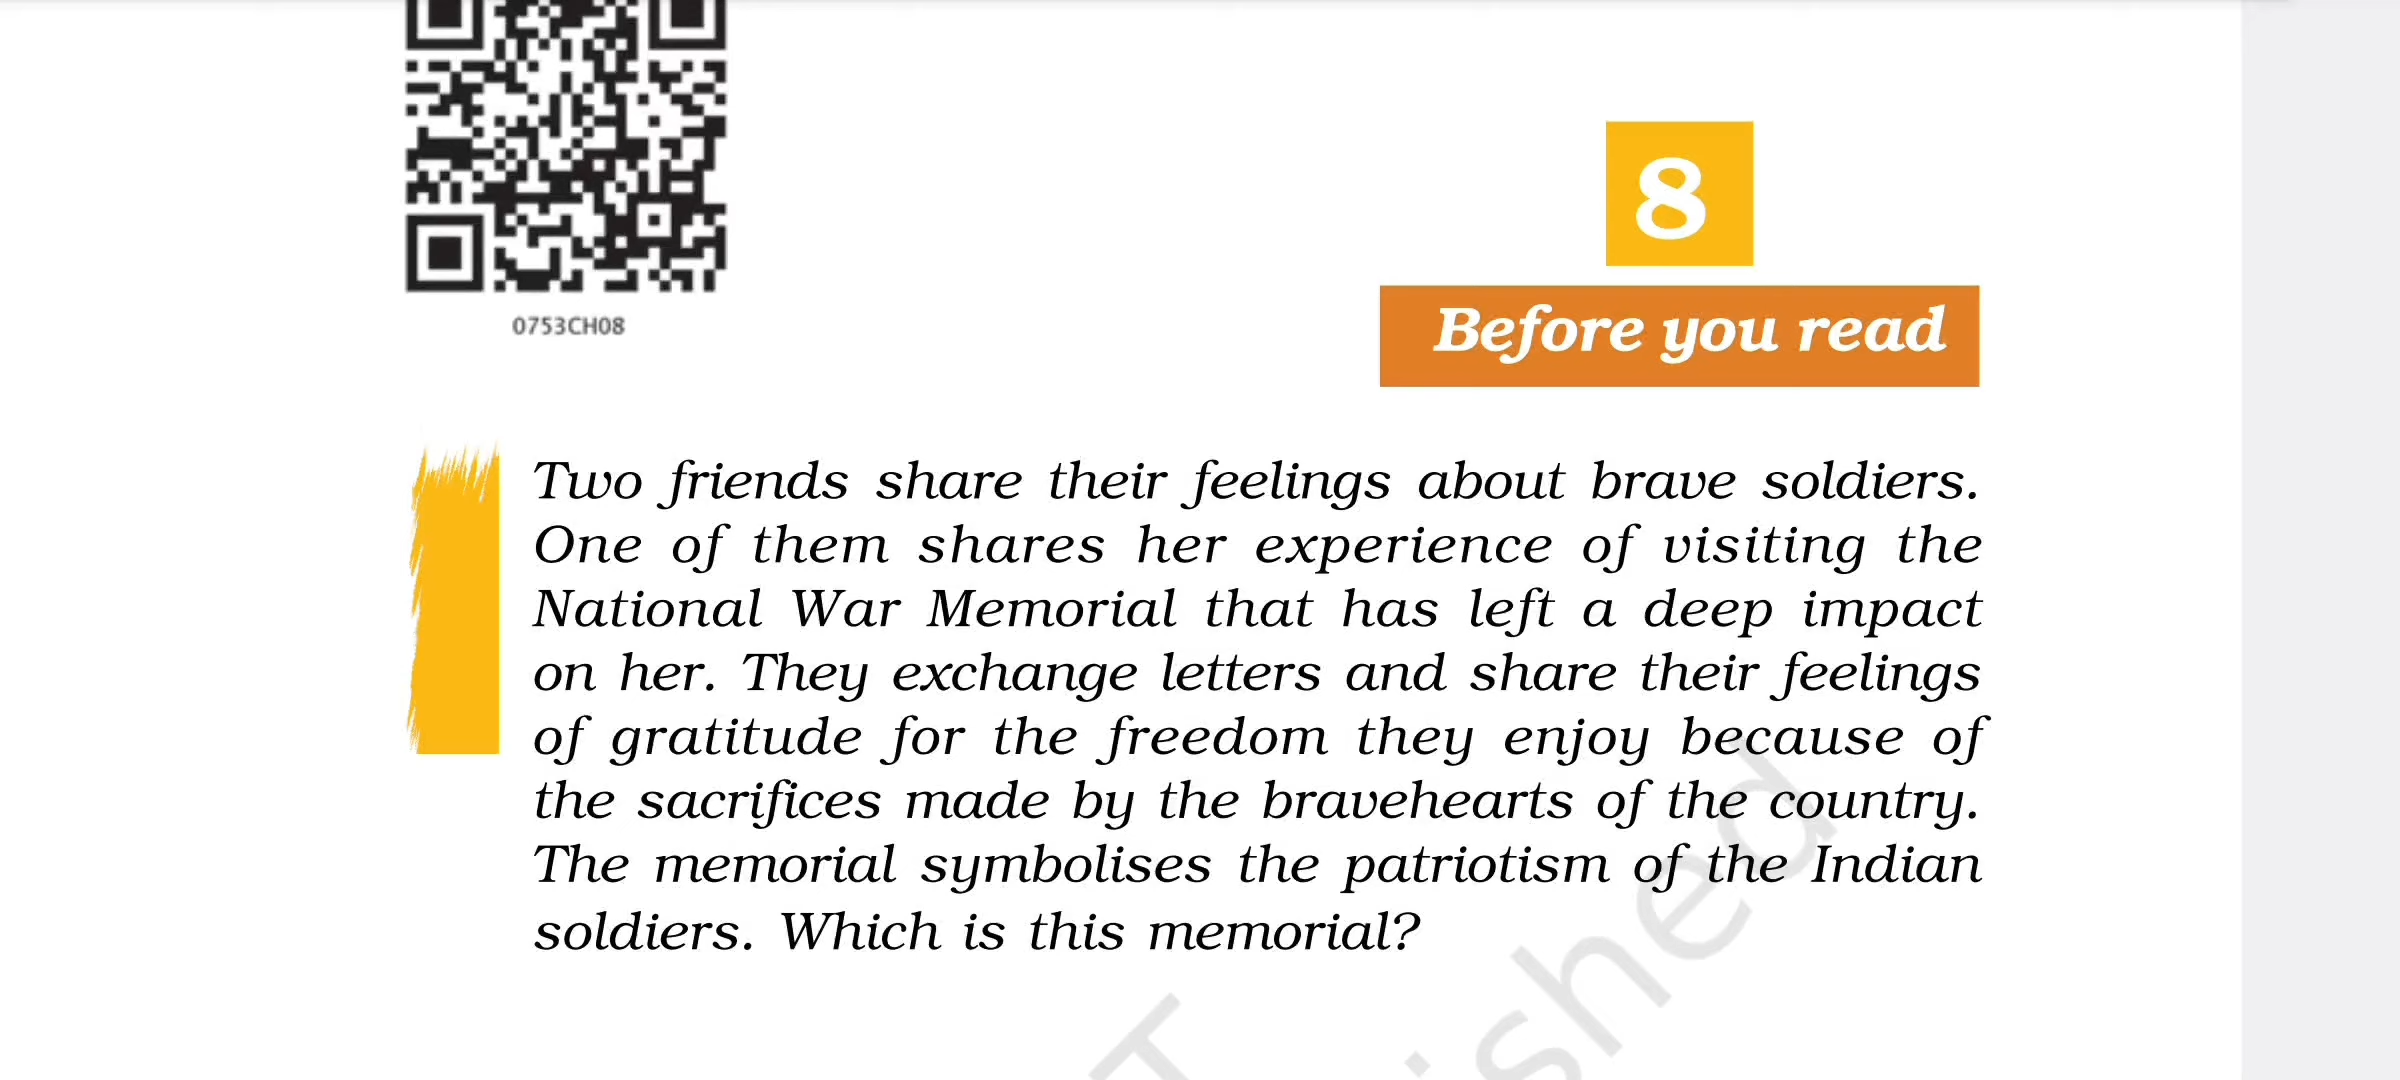 0753CH08
8
Before you read
Two friends share their feelings about brave soldiers.
One of them shares her experience of visiting the
National War Memorial that has left a deep impact
on her. They exchange letters and share their feelings
of gratitude for the freedom they enjoy because of
the sacrifices made by the bravehearts of the country.
The memorial symbolises the patriotism of the Indian
soldiers. Which is this memorial?